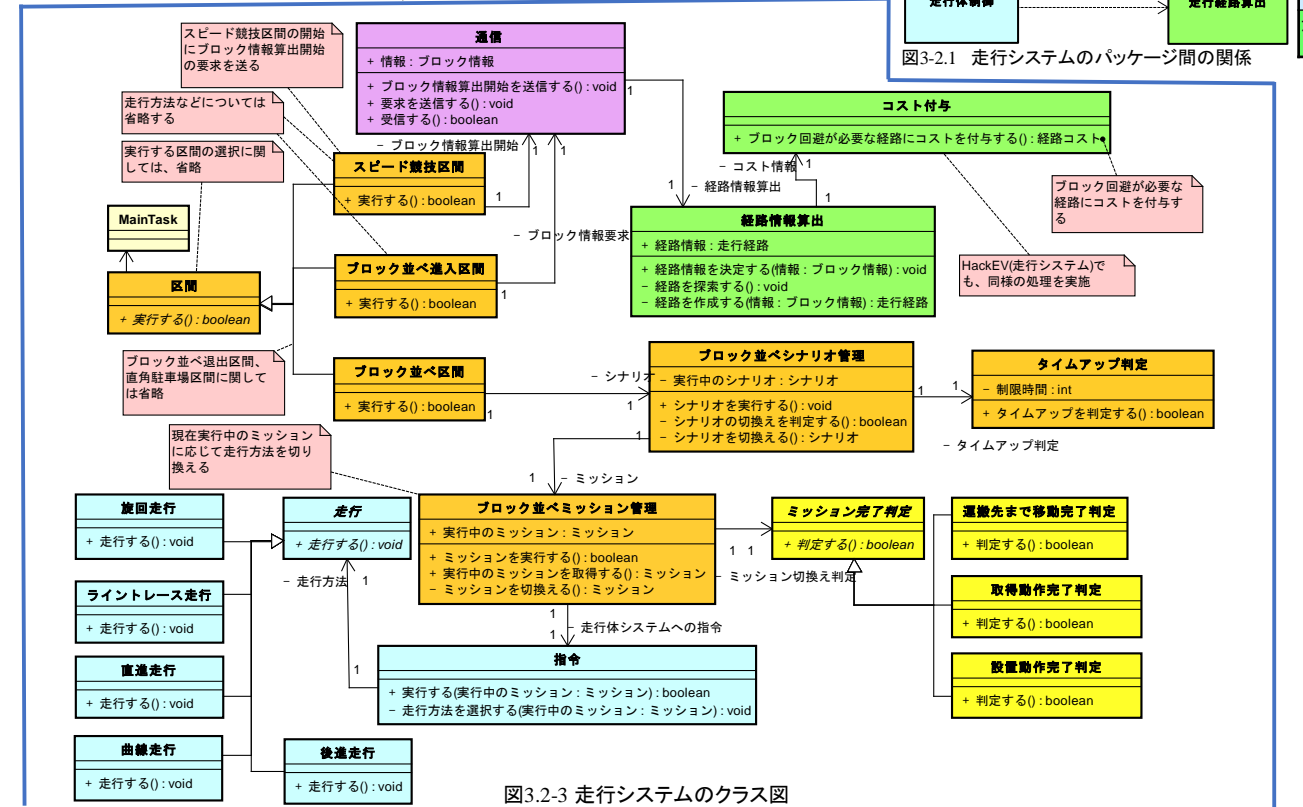 走行体制御
走行経路算出
図3-2.1 走行システムのパッケージ間の関係
スピード競技区間の開始
にブロック情報算出開始
の要求を送る
走行方法などについては
省略する
実行する区間の選択に関
しては、省略
通信
+ 情報 : ブロック情報
+ ブロック情報算出開始を送信する() : void
+ 要求を送信する() : void
+ 受信する() : boolean
1
− ブロック情報算出開始
1
1
コスト付与
+ ブロック回避が必要な経路にコストを付与する() : 経路コスト
− コスト情報
1
ブロック回避が必要な
経路にコストを付与す
る
スピード競技区間
+ 実行する() : boolean
1
1
− 経路情報算出
1
MainTask
− ブロック情報要求
経路情報算出
+ 経路情報 : 走行経路
+ 経路情報を決定する(情報 : ブロック情報) : void
− 経路を探索する() : void
− 経路を作成する(情報 : ブロック情報) : 走行経路
HackEV(走行システム)で
も、同様の処理を実施
区間
+ 実行する() : boolean
ブロック並べ進入区間
+ 実行する() : boolean
1
ブロック並べ退出区間、
直角駐車場区間に関して
は省略
ブロック並べ区間
+ 実行する() : boolean
1
− シナリオ
1
ブロック並べシナリオ管理
− 実行中のシナリオ : シナリオ
+ シナリオを実行する() : void
− シナリオの切換えを判定する() : boolean
− シナリオを切換える() : シナリオ
1
1
1
タイムアップ判定
− 制限時間 : int
+ タイムアップを判定する() : boolean
− タイムアップ判定
現在実行中のミッション
に応じて走行方法を切り
換える
1
− ミッション
旋回走行
+ 走行する() : void
走行
+ 走行する() : void
− 走行方法
1
ブロック並べミッション管理
+ 実行中のミッション : ミッション
+ ミッションを実行する() : boolean
+ 実行中のミッションを取得する() : ミッション
− ミッションを切換える() : ミッション
1
1
− ミッション切換え判定
ミッション完了判定
+ 判定する() : boolean
運搬先まで移動完了判定
+ 判定する() : boolean
ライントレース走行
+ 走行する() : void
取得動作完了判定
+ 判定する() : boolean
1
1
− 走行体システムへの指令
直進走行
+ 走行する() : void
1
指令
+ 実行する(実行中のミッション : ミッション) : boolean
− 走行方法を選択する(実行中のミッション : ミッション) : void
設置動作完了判定
+ 判定する() : boolean
曲線走行
+ 走行する() : void
後進走行
+ 走行する() : void
図3.2-3 走行システムのクラス図